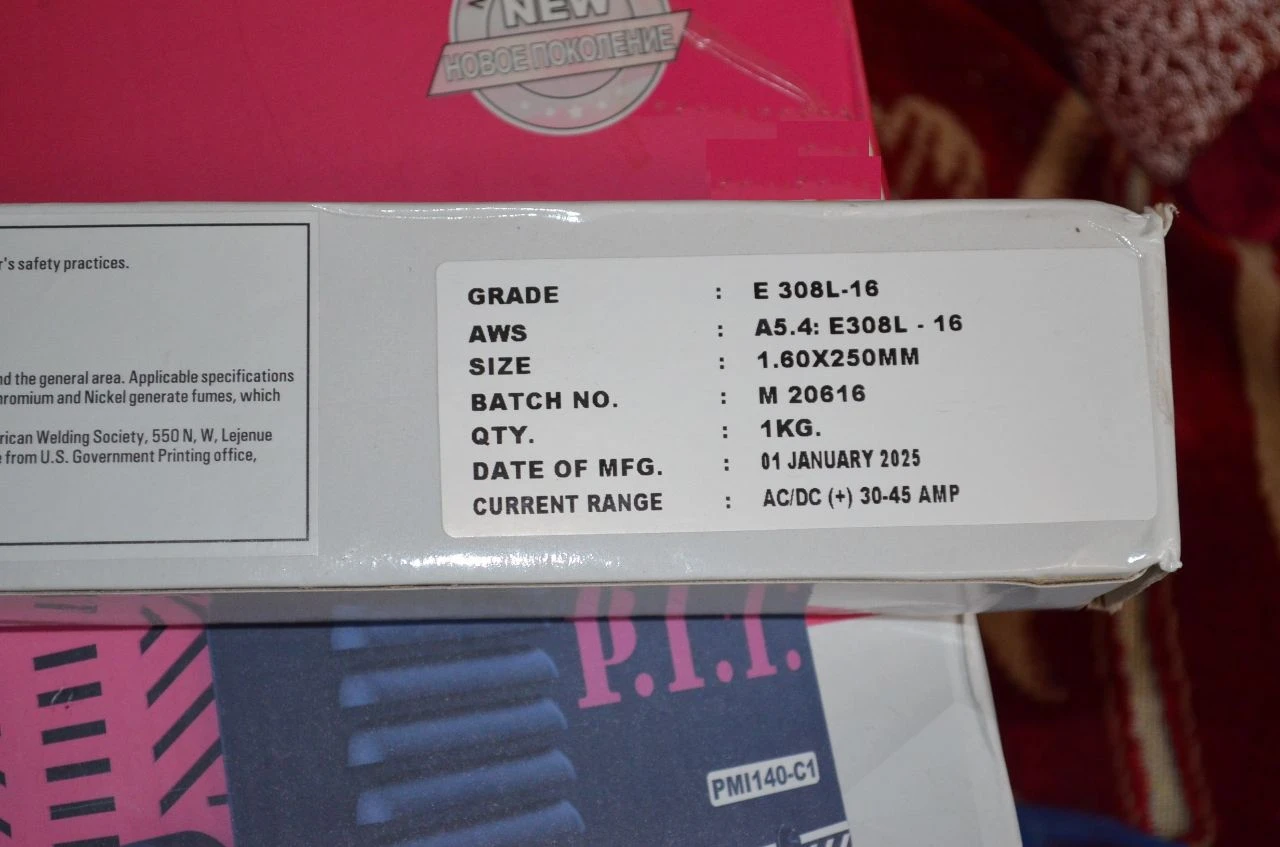 NEW
НОВОЕ ПОКОЛЕНИЕ
r's safety practices.
nd the general area. Applicable specifications
hromium and Nickel generate fumes, which
rican Welding Society, 550 N, W, Lejenue
e from U.S. Government Printing office,
GRADE : E 308L-16
AWS : A5.4: E308L - 16
SIZE : 1.60X250MM
BATCH NO. : M 20616
QTY. : 1KG.
DATE OF MFG. : 01 JANUARY 2025
CURRENT RANGE : AC/DC (+) 30-45 AMP
P.I.T.
PMI140-C1